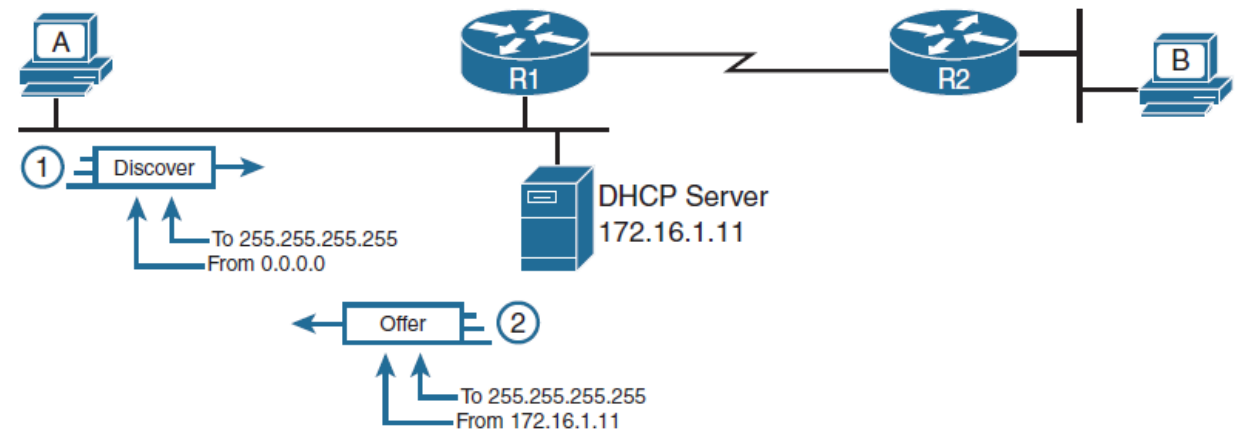 A
R1
R2
B
1
Discover
To 255.255.255.255
From 0.0.0.0
DHCP Server
172.16.1.11
Offer
2
To 255.255.255.255
From 172.16.1.11